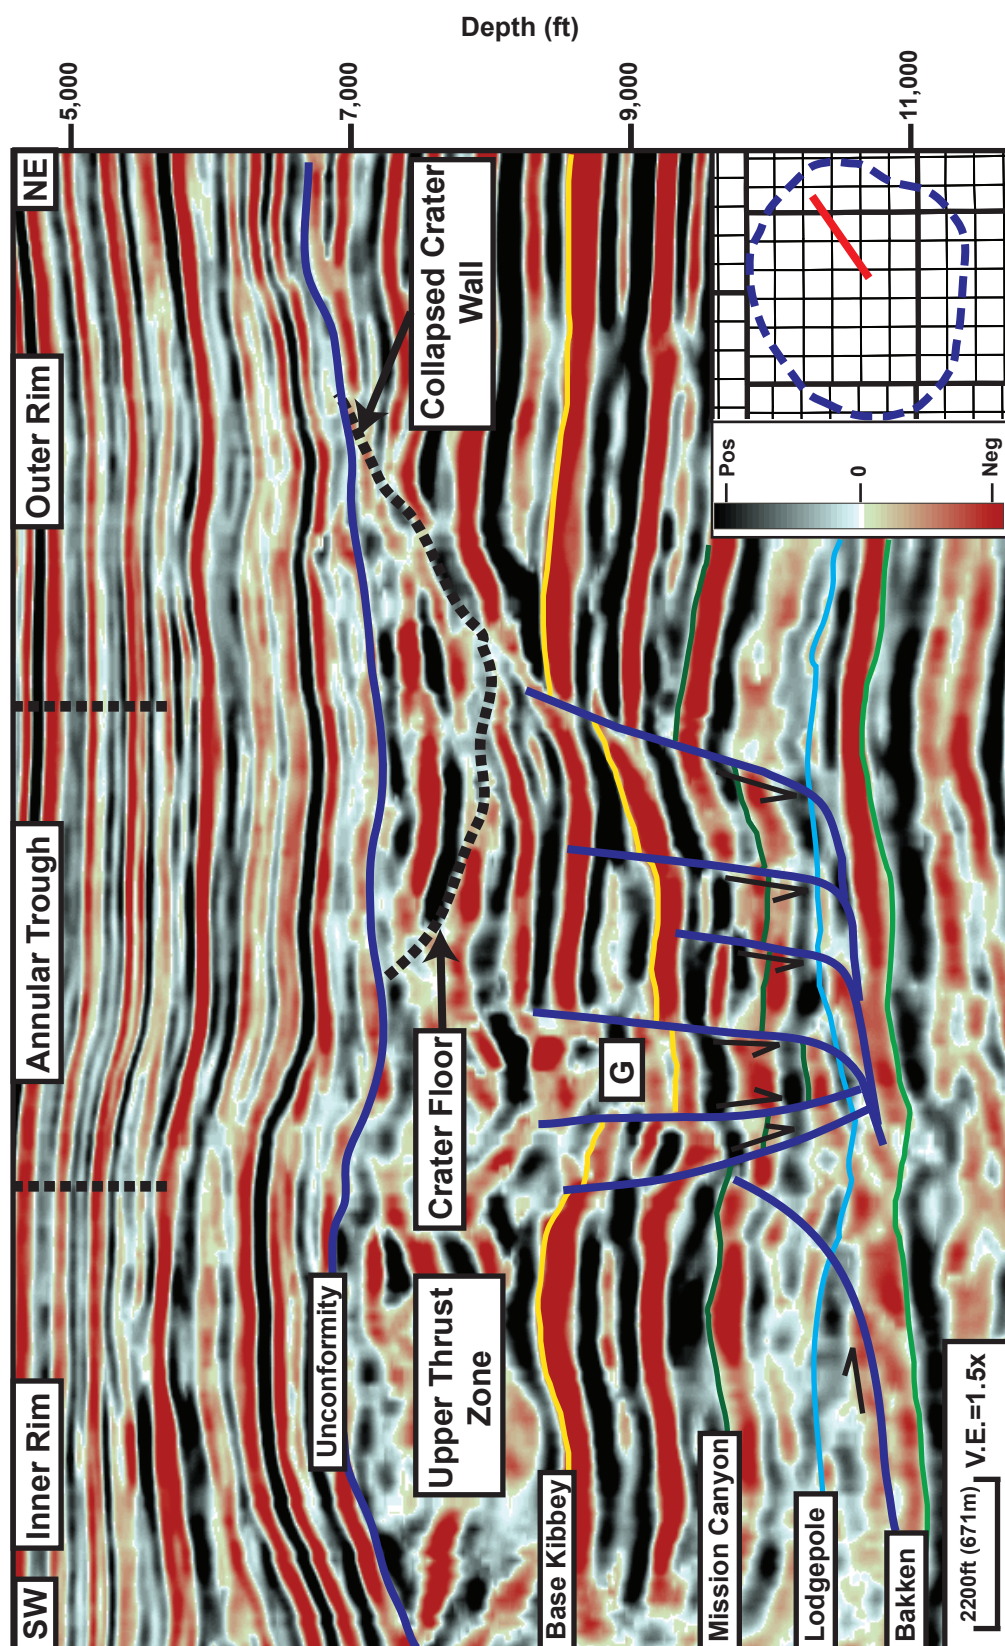 SW
Inner Rim
Annular Trough
Outer Rim
NE
5,000
7,000
9,000
11,000
Depth (ft)
Unconformity
Collapsed Crater
Wall
Crater Floor
Upper Thrust
Zone
G
Base Kibbey
Mission Canyon
Lodgepole
Bakken
Pos
0
Neg
2200ft (671m)
V.E.=1.5x